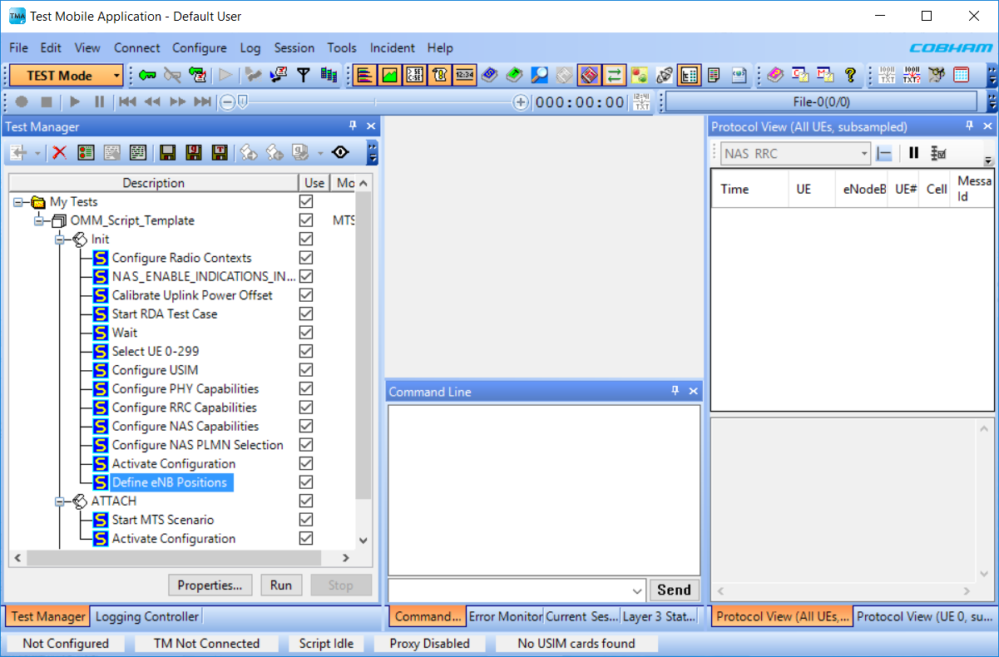 Test Mobile Application - Default User
File Edit View Connect Configure Log Session Tools Incident Help
COBHAM
TEST Mode
000:00:00
File-0(0/0)
Test Manager
Description Use Mo
My Tests
OMM_Script_Template MTS
Init
Configure Radio Contexts
NAS_ENABLE_INDICATIONS_IN...
Calibrate Uplink Power Offset
Start RDA Test Case
Wait
Select UE 0-299
Configure USIM
Configure PHY Capabilities
Configure RRC Capabilities
Configure NAS Capabilities
Configure NAS PLMN Selection
Activate Configuration
Define eNB Positions
ATTACH
Start MTS Scenario
Activate Configuration
Properties... Run Stop
Test Manager Logging Controller
Command Line
Send
Command... Error Monitor Current Ses... Layer 3 Stat...
Protocol View (All UEs, subsampled)
NAS RRC
Time UE eNodeB UE# Cell Messa
Id
Protocol View (All UEs,... Protocol View (UE 0, su...
Not Configured TM Not Connected Script Idle Proxy Disabled No USIM cards found